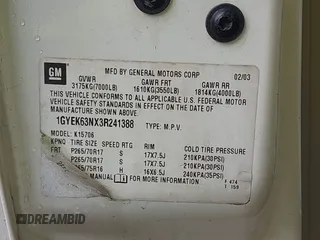 GM
MFD BY GENERAL MOTORS CORP 02/03
GVWR GAWR FRT GAWR RR
3175KG(7000LB) 1610KG(3550LB) 1814KG(4000LB)
THIS VEHICLE CONFORMS TO ALL APPLICABLE U.S. FEDERAL MOTOR
VEHICLE SAFETY STANDARDS IN EFFECT ON THE DATE OF
MANUFACTURE SHOWN ABOVE.
1GYEK63NX3R241388 TYPE: M.P.V.
MODEL: K15706
KPNQ TIRE SIZE SPEED RTG RIM COLD TIRE PRESSURE
FRT P265/70R17 S 17X7.5J 210KPA(30PSI)
P265/70R17 S 17X7.5J 210KPA(30PSI)
75R16 H 16X6.5J 240KPA(35PSI)
MANUAL FOR MORE INFORMATION.
DREAMBID